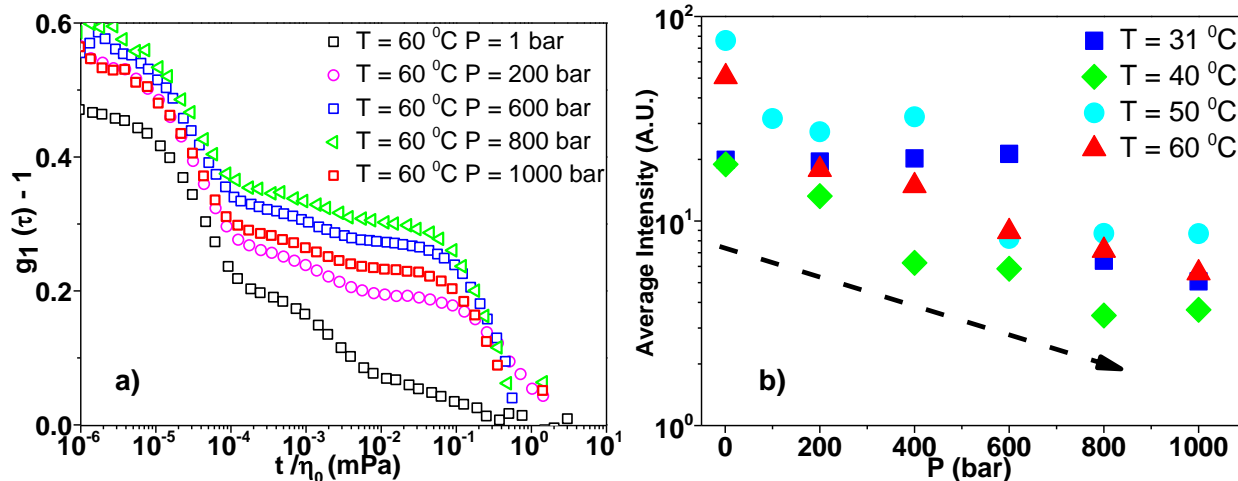 0.6
0.4
0.2
0.0
g₁ (τ) - 1
T = 60 ⁰C P = 1 bar
T = 60 ⁰C P = 200 bar
T = 60 ⁰C P = 600 bar
T = 60 ⁰C P = 800 bar
T = 60 ⁰C P = 1000 bar
a)
10⁻⁶ 10⁻⁵ 10⁻⁴ 10⁻³ 10⁻² 10⁻¹ 10⁰ 10¹
t /η₀ (mPa)
10²
10¹
10⁰
Average Intensity (A.U.)
T = 31 ⁰C
T = 40 ⁰C
T = 50 ⁰C
T = 60 ⁰C
b)
0 200 400 600 800 1000
P (bar)